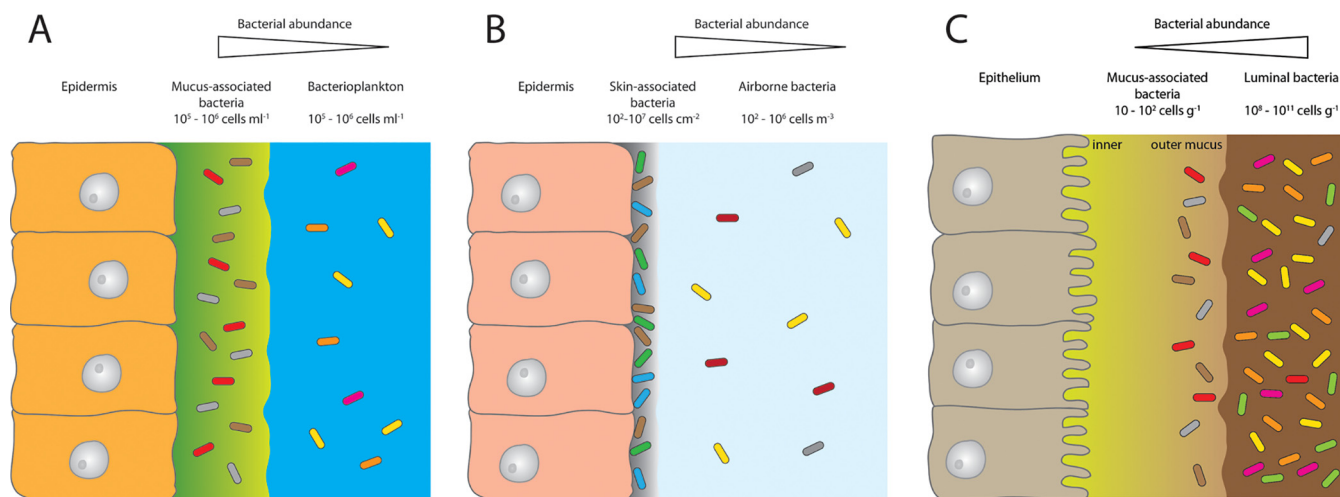 A
Bacterial abundance
Epidermis
Mucus-associated
bacteria
10⁵ - 10⁶ cells ml⁻¹
Bacterioplankton
10⁵ - 10⁶ cells ml⁻¹
B
Bacterial abundance
Epidermis
Skin-associated
bacteria
10²-10⁷ cells cm⁻²
Airborne bacteria
10² - 10⁶ cells m⁻³
C
Bacterial abundance
Epithelium
Mucus-associated
bacteria
10 - 10² cells g⁻¹
Luminal bacteria
10⁸ - 10¹¹ cells g⁻¹
inner
outer mucus